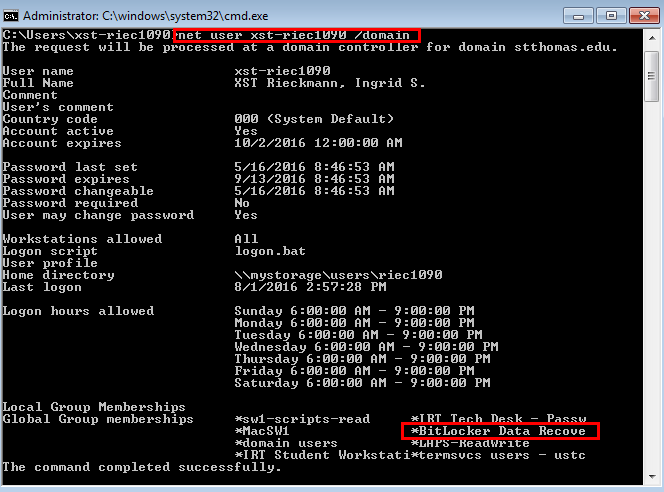 Administrator: C:\windows\system32\cmd.exe
C:\Users\xst-riec1090>net user xst-riec1090 /domain
The request will be processed at a domain controller for domain stthomas.edu.
User name xst-riec1090
Full Name XST Rieckmann, Ingrid S.
Comment
User's comment
Country code 000 (System Default)
Account active Yes
Account expires 10/2/2016 12:00:00 AM
Password last set 5/16/2016 8:46:53 AM
Password expires 9/13/2016 8:46:53 AM
Password changeable 5/16/2016 8:46:53 AM
Password required No
User may change password Yes
Workstations allowed All
Logon script logon.bat
User profile
Home directory \\mystorage\users\riec1090
Last logon 8/1/2016 2:57:28 PM
Logon hours allowed Sunday 6:00:00 AM - 9:00:00 PM
Monday 6:00:00 AM - 9:00:00 PM
Tuesday 6:00:00 AM - 9:00:00 PM
Wednesday 6:00:00 AM - 9:00:00 PM
Thursday 6:00:00 AM - 9:00:00 PM
Friday 6:00:00 AM - 9:00:00 PM
Saturday 6:00:00 AM - 9:00:00 PM
Local Group Memberships
Global Group memberships *sw1-scripts-read *IRT Tech Desk - Passw
*MacSW1 *BitLocker Data Recove
*domain users *LAPS-ReadWrite
*IRT Student Workstati*termsvcs users - ustc
The command completed successfully.